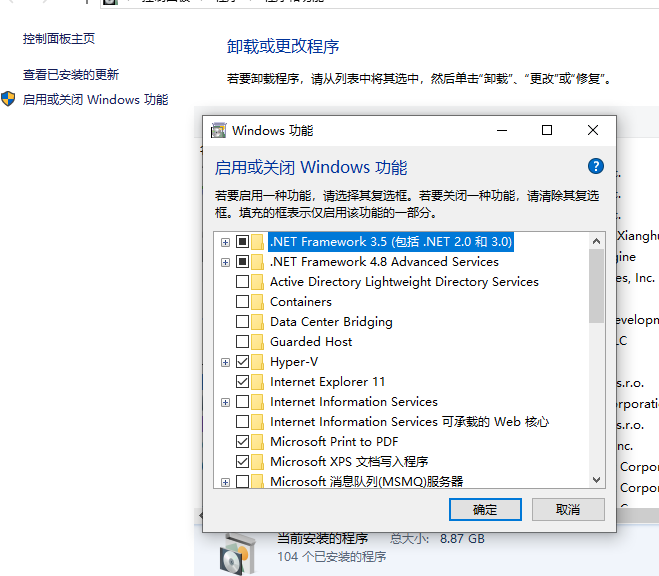 控制面板主页
查看已安装的更新
启用或关闭 Windows 功能
卸载或更改程序
若要卸载程序，请从列表中将其选中，然后单击“卸载”、“更改”或“修复”。
Windows 功能
启用或关闭 Windows 功能
若要启用一种功能，请选择其复选框。若要关闭一种功能，请清除其复选
框。填充的框表示仅启用该功能的一部分。
.NET Framework 3.5 (包括 .NET 2.0 和 3.0)
.NET Framework 4.8 Advanced Services
Active Directory Lightweight Directory Services
Containers
Data Center Bridging
Guarded Host
Hyper-V
Internet Explorer 11
Internet Information Services
Internet Information Services 可承载的 Web 核心
Microsoft Print to PDF
Microsoft XPS 文档写入程序
Microsoft 消息队列(MSMQ)服务器
确定
取消
Xianghu
gine
es, Inc.
evelopn
LC
s.r.o.
orporatio
s.r.o.
nc.
Corpor
Corpor
当前安装的程序 总大小: 8.87 GB
104 个已安装的程序